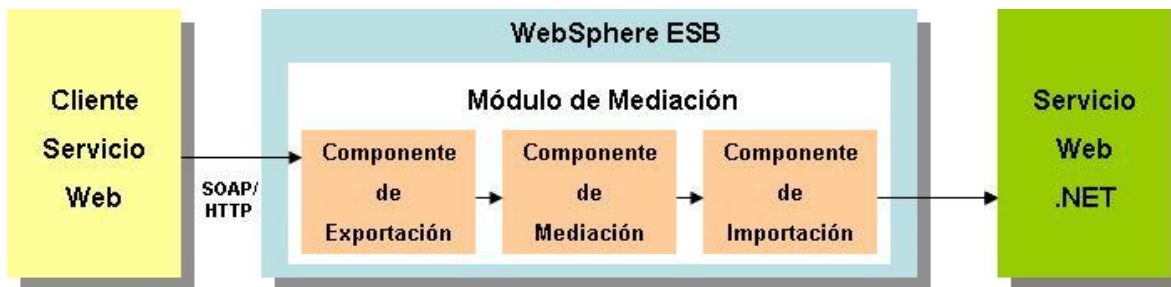 Cliente
Servicio
Web
SOAP/
HTTP
WebSphere ESB
Módulo de Mediación
Componente
de
Exportación
Componente
de
Mediación
Componente
de
Importación
Servicio
Web
.NET